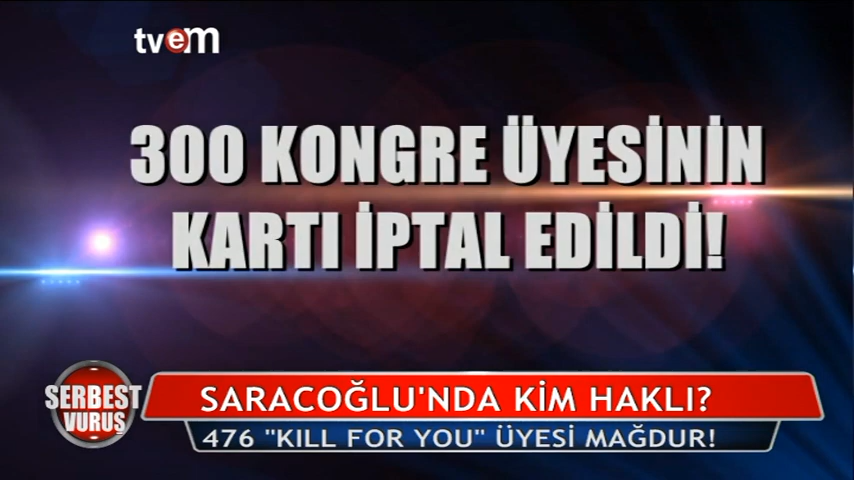 tvem
300 KONGRE ÜYESİNİN
KARTI İPTAL EDİLDİ!
SERBEST
VURUŞ
SARACOĞLU'NDA KİM HAKLI?
476 "KILL FOR YOU" ÜYESİ MAĞDUR!